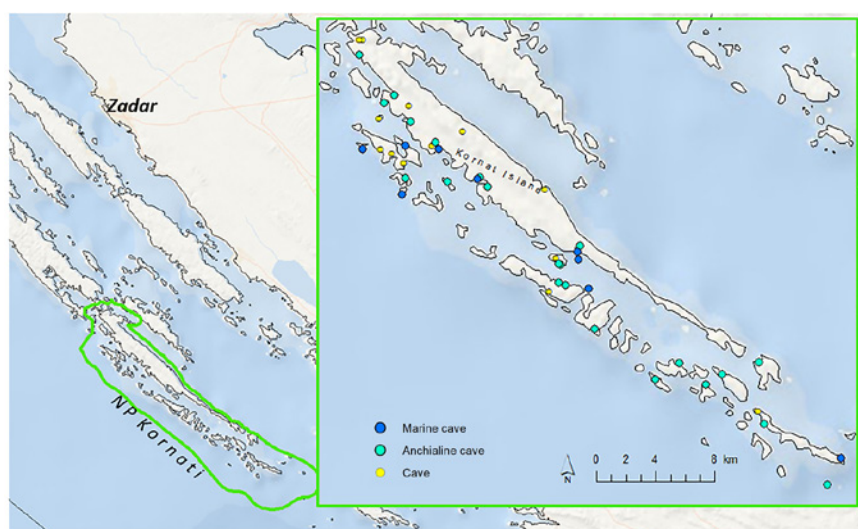 Zadar
NP Kornati
Kornat Island
Marine cave
Anchialine cave
Cave
N
0 2 4 8 km